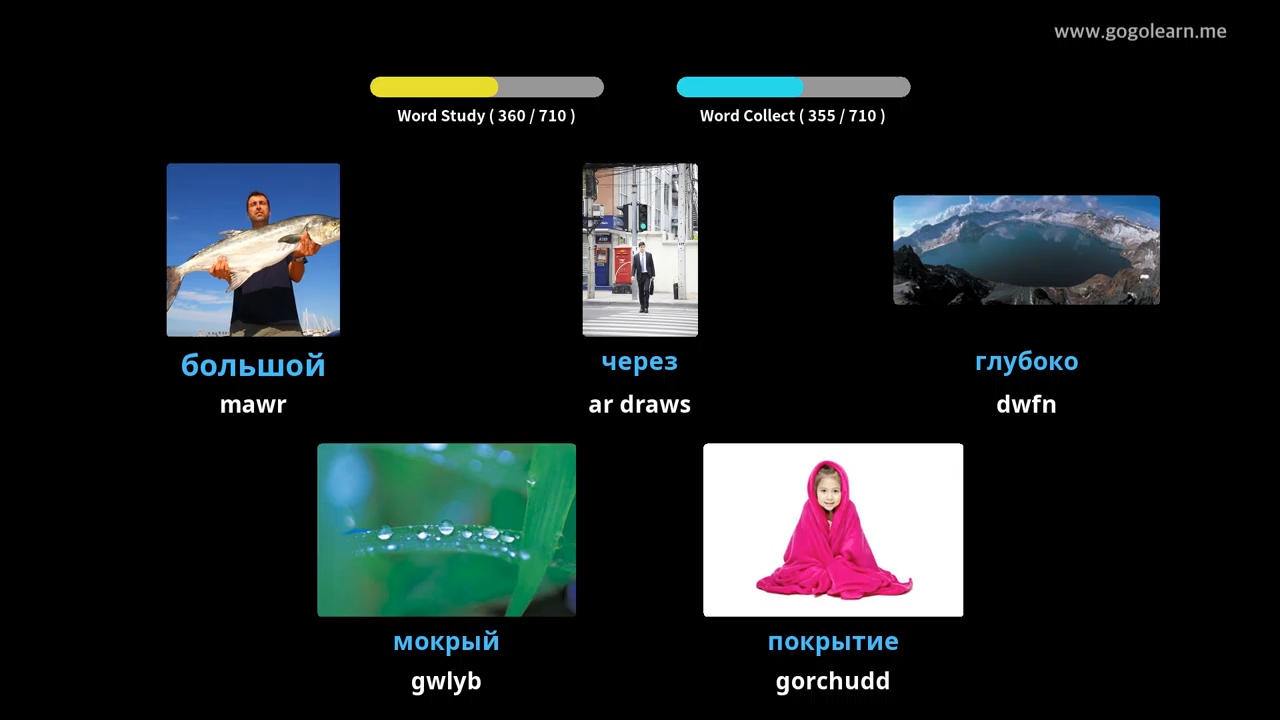 www.gogolearn.me
Word Study ( 360 / 710 )
Word Collect ( 355 / 710 )
большой
mawr
через
ar draws
глубоко
dwfn
мокрый
gwlyb
покрытие
gorchudd